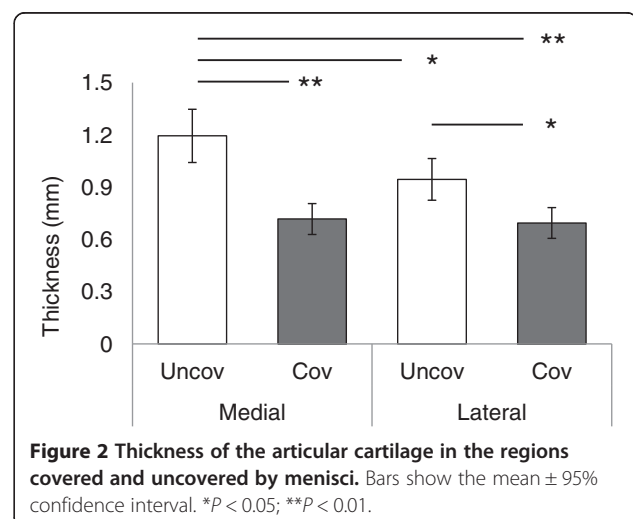 **
*
**
*
1.5
1.2
0.9
0.6
0.3
0
Thickness (mm)
Uncov Cov Uncov Cov
Medial Lateral
Figure 2 Thickness of the articular cartilage in the regions
covered and uncovered by menisci. Bars show the mean ± 95%
confidence interval. *P < 0.05; **P < 0.01.